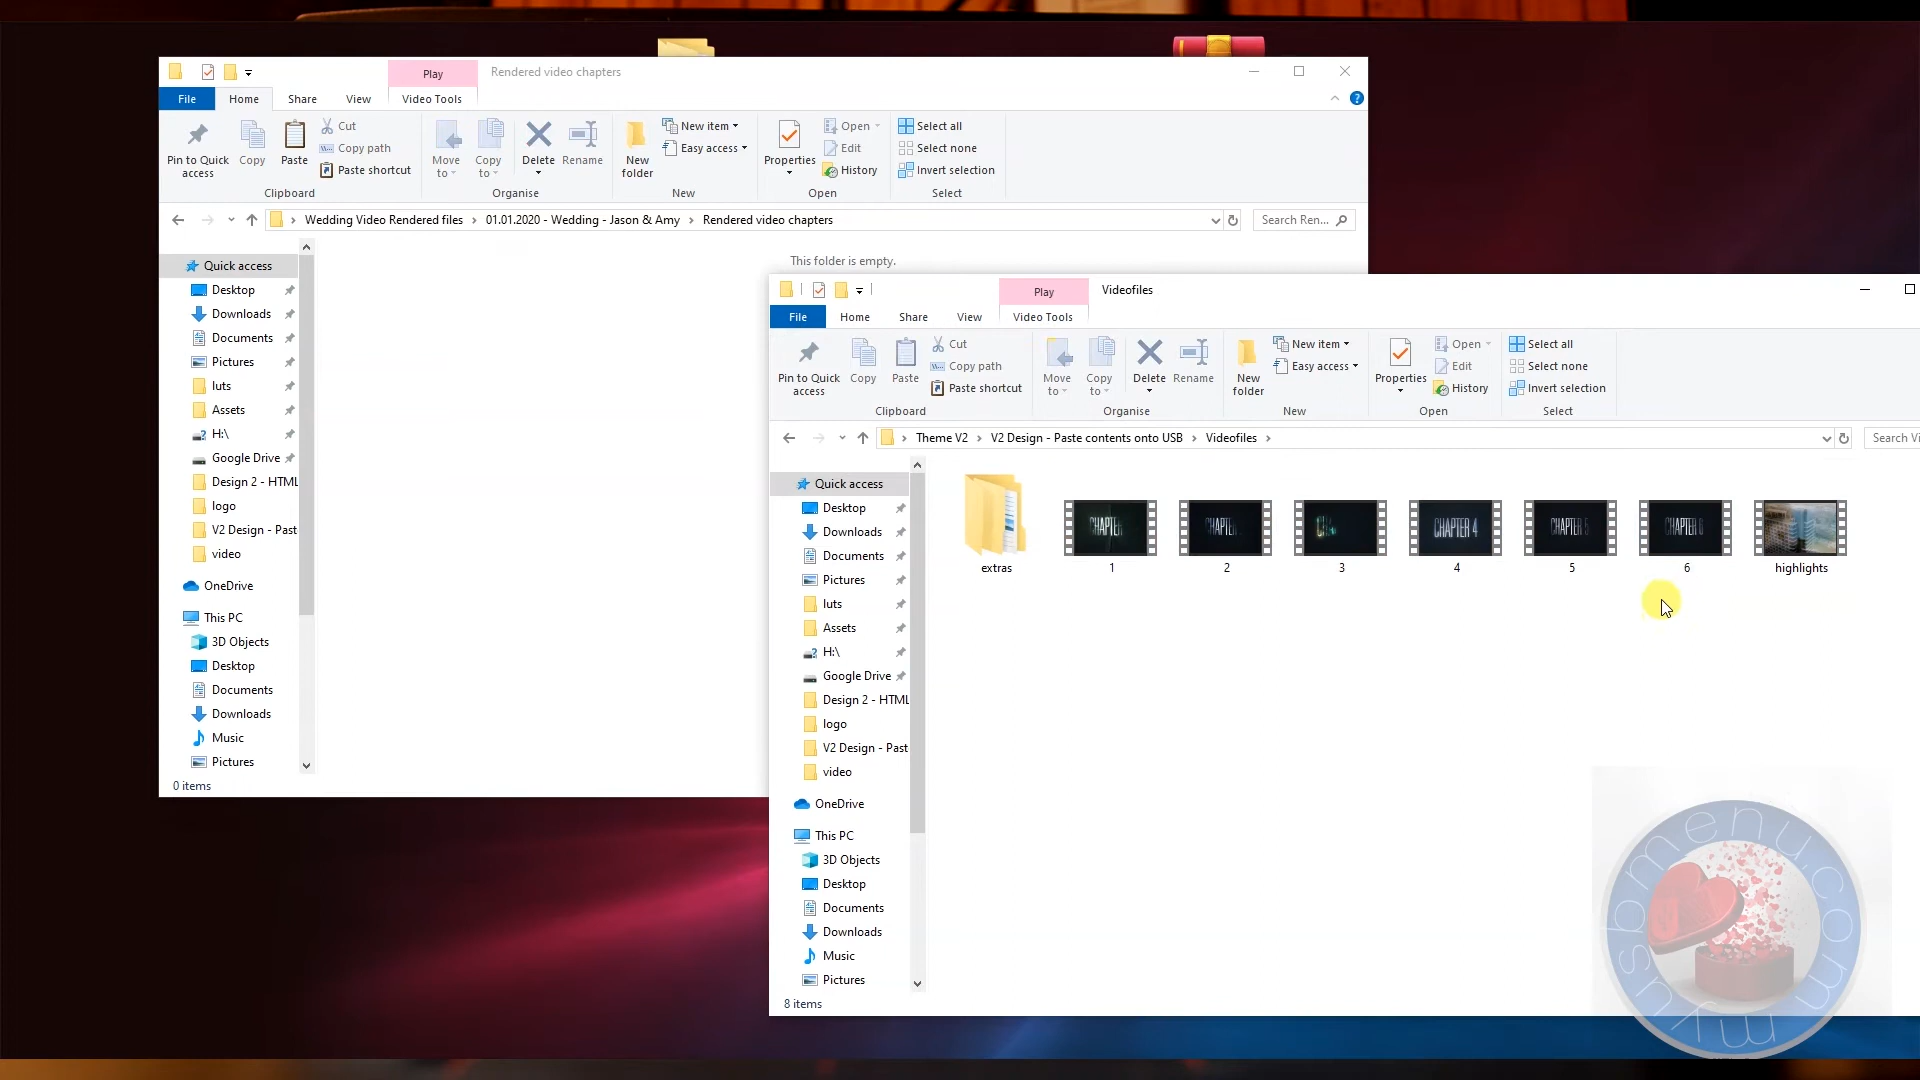 Play
Rendered video chapters
File
Home
Share
View
Video Tools
Pin to Quick access
Copy
Paste
Cut
Copy path
Paste shortcut
Move to
Copy to
Delete
Rename
New folder
New item
Easy access
Properties
Open
Edit
History
Select all
Select none
Invert selection
Clipboard
Organise
New
Open
Select
Wedding Video Rendered files
01.01.2020 - Wedding - Jason & Amy
Rendered video chapters
Search Ren...
This folder is empty.
Quick access
Desktop
Downloads
Documents
Pictures
luts
Assets
H:\
Google Drive
Design 2 - HTML
logo
V2 Design - Past
video
OneDrive
This PC
3D Objects
Desktop
Documents
Downloads
Music
Pictures
0 items
Play
Videofiles
File
Home
Share
View
Video Tools
Pin to Quick access
Copy
Paste
Cut
Copy path
Paste shortcut
Move to
Copy to
Delete
Rename
New folder
New item
Easy access
Properties
Open
Edit
History
Select all
Select none
Invert selection
Clipboard
Organise
New
Open
Select
Theme V2
V2 Design - Paste contents onto USB
Videofiles
Search Vi
Quick access
Desktop
Downloads
Documents
Pictures
luts
Assets
H:\
Google Drive
Design 2 - HTML
logo
V2 Design - Past
video
OneDrive
This PC
3D Objects
Desktop
Documents
Downloads
Music
Pictures
CHAPTER
CHAPTER
CHAPTER 4
CHAPTER 5
CHAPTER 6
extras
1
2
3
4
5
6
highlights
8 items
myusbmenu.com